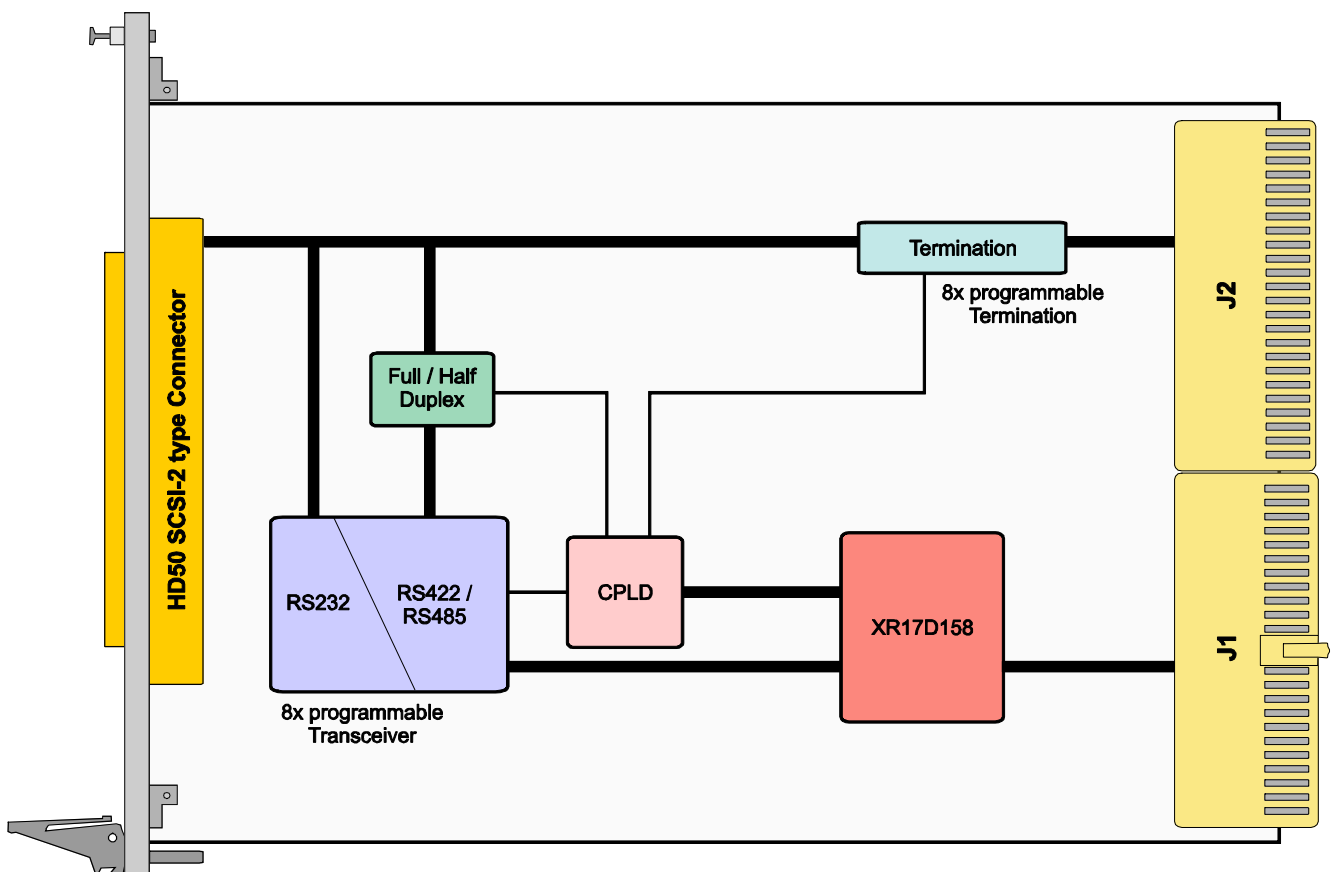 Termination
8x programmable
Termination
J2
HD50 SCSI-2 type Connector
Full / Half
Duplex
RS232
RS422 /
RS485
CPLD
XR17D158
J1
8x programmable
Transceiver